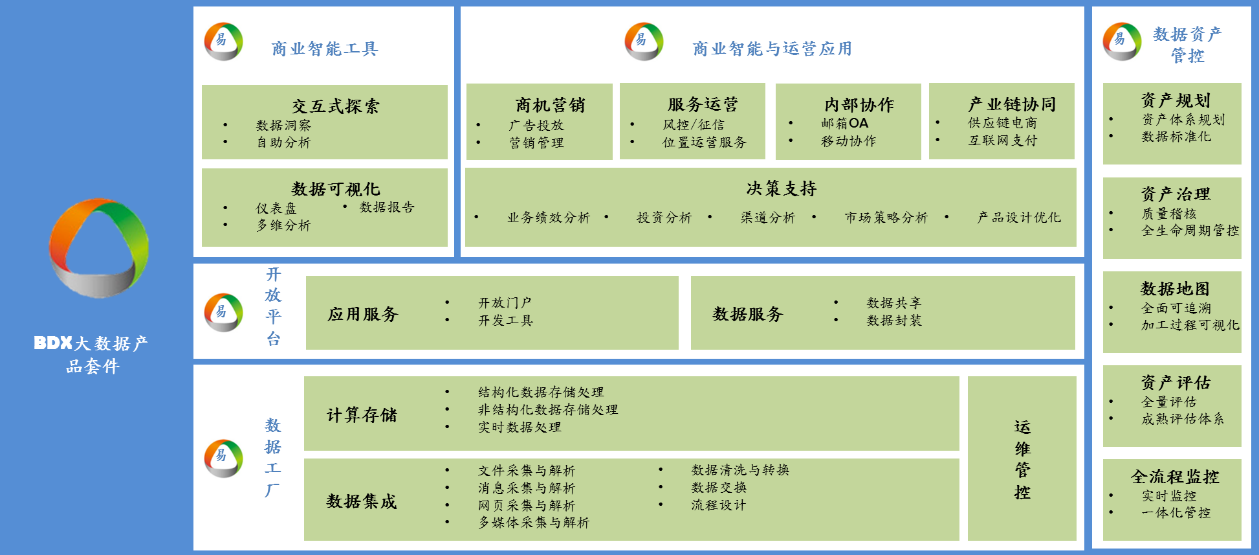 BDX大数据产
品套件
易
商业智能工具
交互式探索
• 数据洞察
• 自助分析
数据可视化
• 仪表盘
• 数据报告
• 多维分析
易
商业智能与运营应用
商机营销
• 广告投放
• 营销管理
服务运营
• 风控/征信
• 位置运营服务
内部协作
• 邮箱OA
• 移动协作
产业链协同
• 供应链电商
• 互联网支付
决策支持
• 业务绩效分析 • 投资分析 • 渠道分析 • 市场策略分析 • 产品设计优化
易
开
放
平
台
应用服务
• 开放门户
• 开发工具
数据服务
• 数据共享
• 数据封装
易
数
据
工
厂
计算存储
• 结构化数据存储处理
• 非结构化数据存储处理
• 实时数据处理
数据集成
• 文件采集与解析
• 消息采集与解析
• 网页采集与解析
• 多媒体采集与解析
• 数据清洗与转换
• 数据交换
• 流程设计
运
维
管
控
易
数据资产
管控
资产规划
• 资产体系规划
• 数据标准化
资产治理
• 质量稽核
• 全生命周期管控
数据地图
• 全面可追溯
• 加工过程可视化
资产评估
• 全量评估
• 成熟评估体系
全流程监控
• 实时监控
• 一体化管控